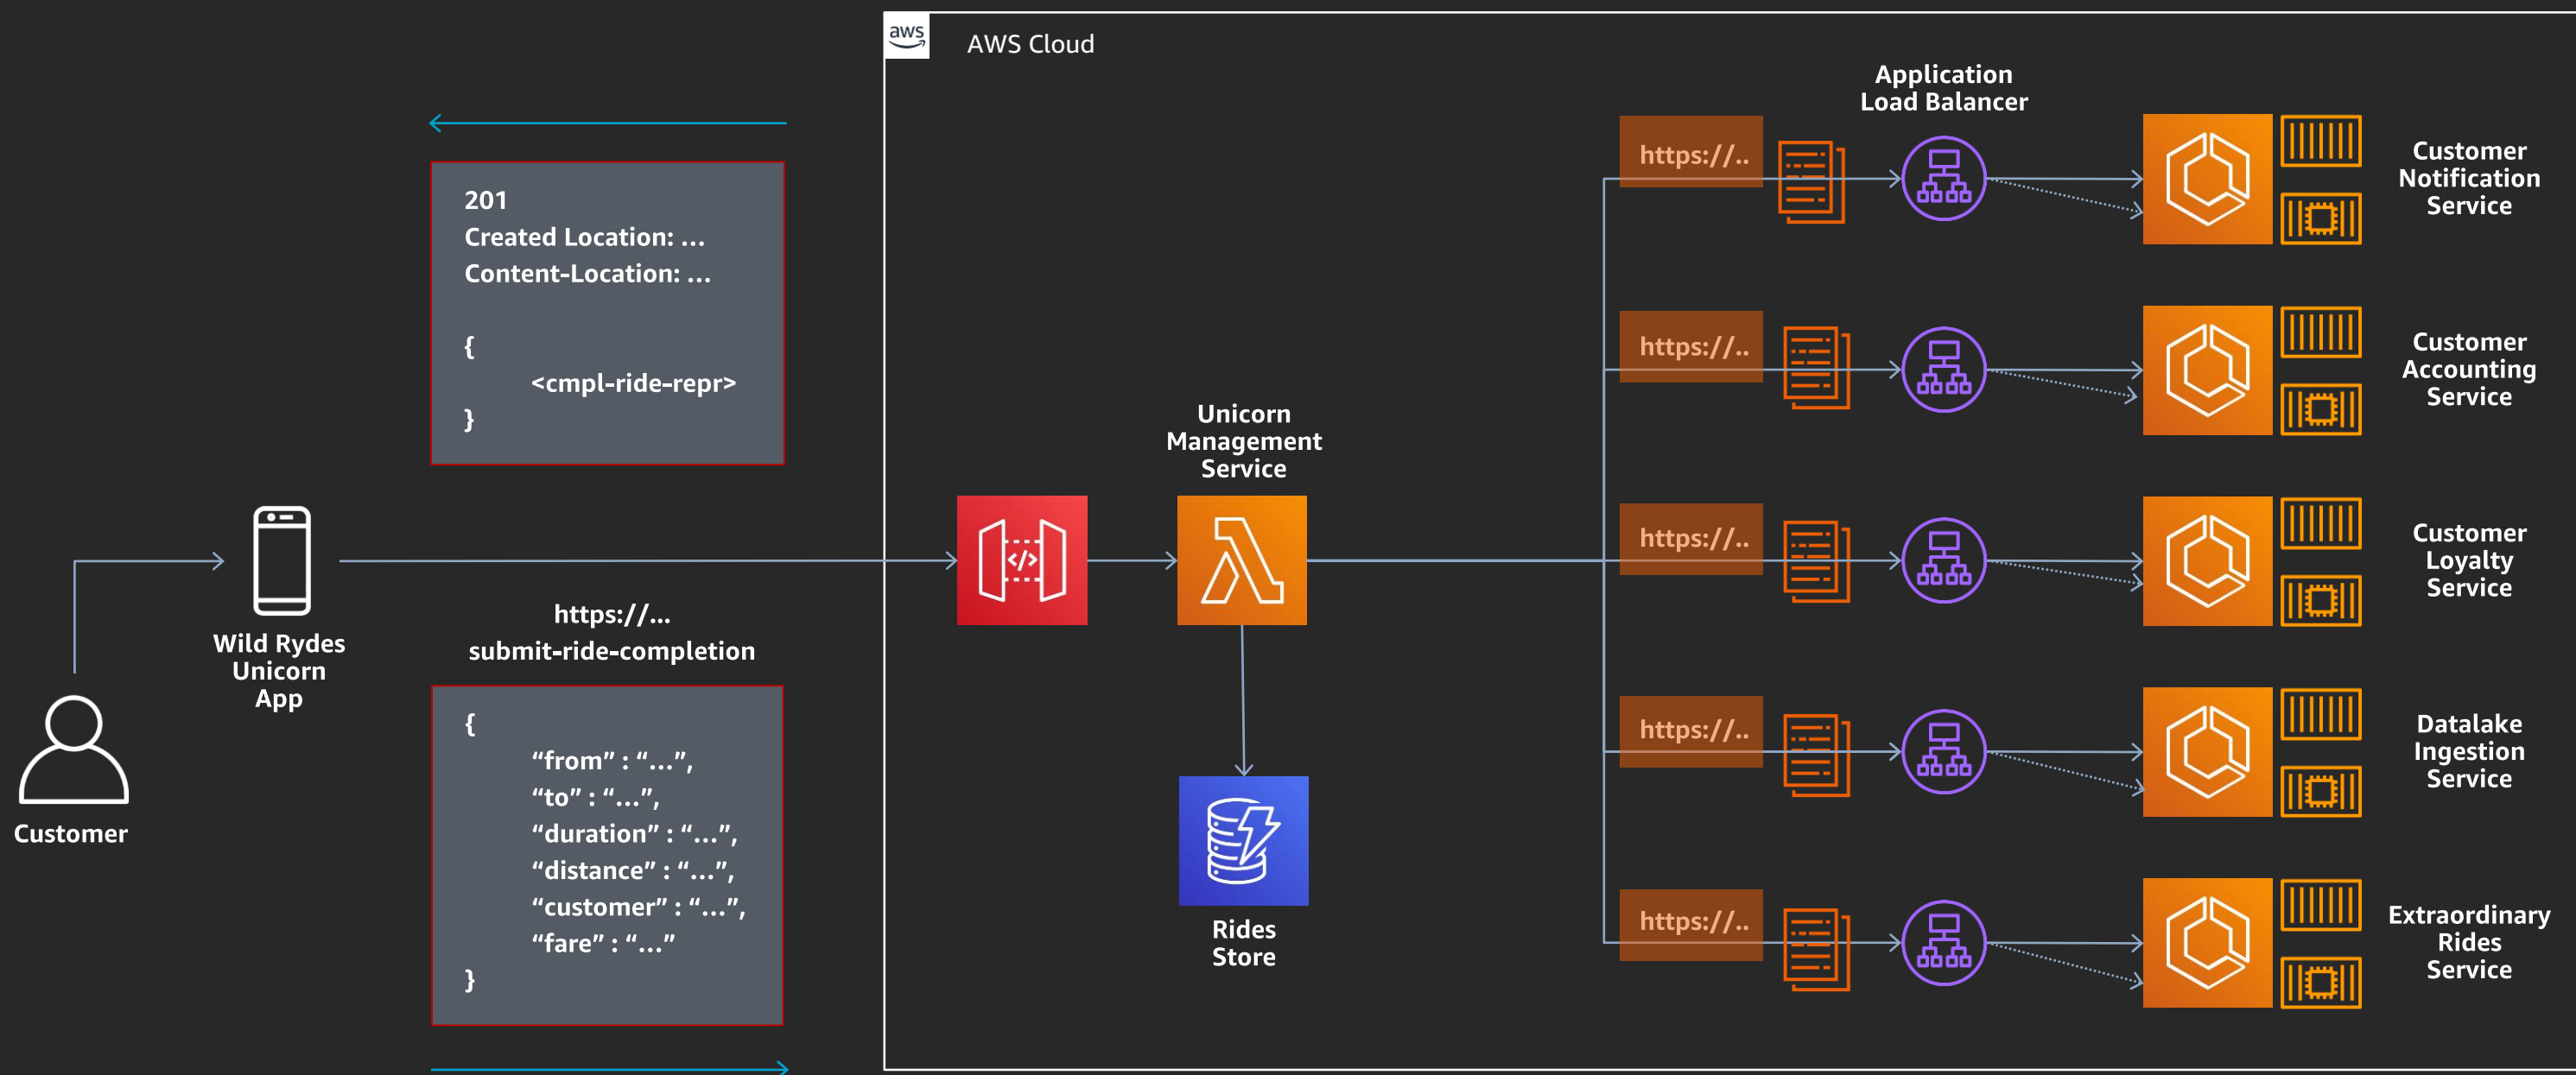 aws
AWS Cloud
201
Created Location: ...
Content-Location: ...
{
<cmpl-ride-repr>
}
Customer
Wild Rydes
Unicorn
App
https://...
submit-ride-completion
{
“from” : “...”,
“to” : “...”,
“duration” : “...”,
“distance” : “...”,
“customer” : “...”,
“fare” : “...”
}
</>
Unicorn
Management
Service
Rides
Store
Application
Load Balancer
https://..
Customer
Notification
Service
https://..
Customer
Accounting
Service
https://..
Customer
Loyalty
Service
https://..
Datalake
Ingestion
Service
https://..
Extraordinary
Rides
Service